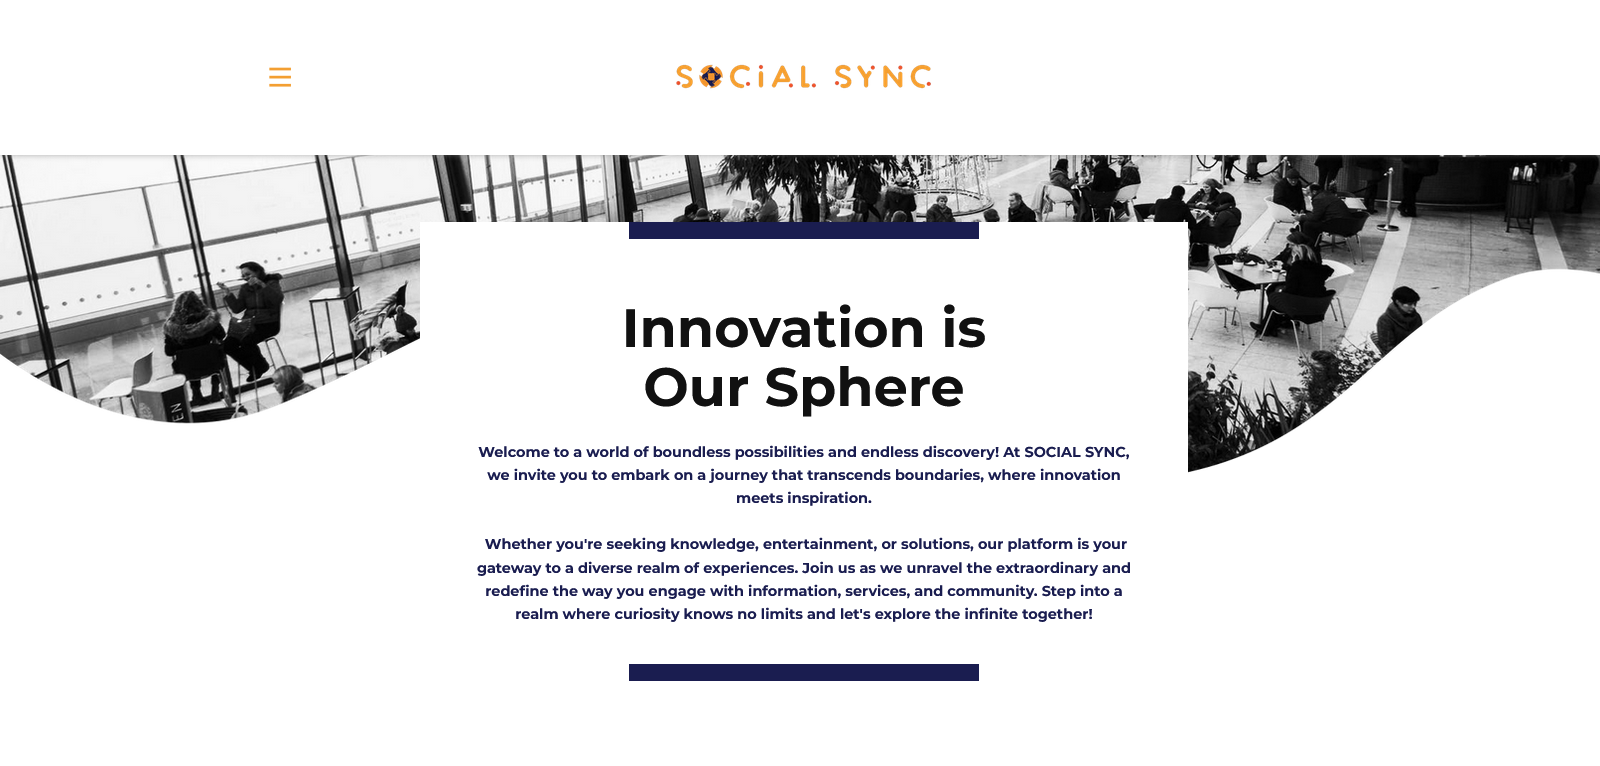 SOCIAL SYNC
Innovation is
Our Sphere
Welcome to a world of boundless possibilities and endless discovery! At SOCIAL SYNC,
we invite you to embark on a journey that transcends boundaries, where innovation
meets inspiration.
Whether you're seeking knowledge, entertainment, or solutions, our platform is your
gateway to a diverse realm of experiences. Join us as we unravel the extraordinary and
redefine the way you engage with information, services, and community. Step into a
realm where curiosity knows no limits and let's explore the infinite together!